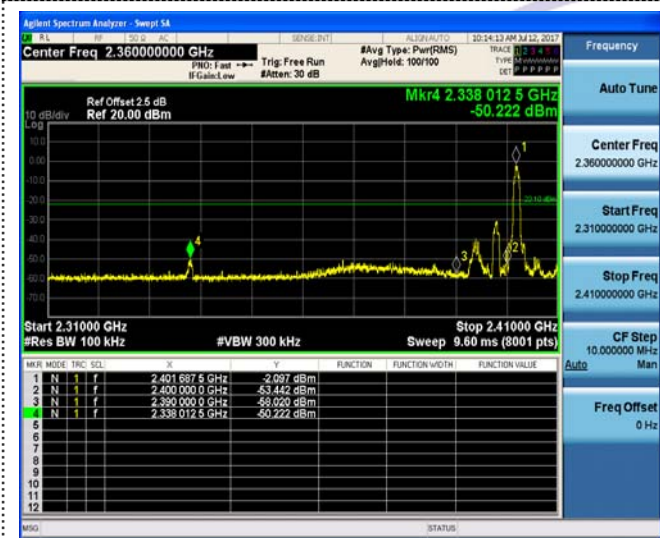 Agilent Spectrum Analyzer - Swept SA
RL RF 50 Ω AC SENSE:INT ALIGN AUTO 10:14:13 AM Jul 12, 2017
Center Freq 2.360000000 GHz
PNO: Fast
IFGain:Low
Trig: Free Run
#Atten: 30 dB
#Avg Type: Pwr(RMS)
Avg|Hold: 100/100
TRACE 1 2 3 4 5 6
TYPE
DET P P P P P P
Frequency
Mkr4 2.338 012 5 GHz
-50.222 dBm
Ref Offset 2.5 dB
10 dB/div Ref 20.00 dBm
Log
10.0
0.00
-10.0
-20.0
-30.0
-40.0
-50.0
-60.0
-70.0
1
2
3
4
Start 2.31000 GHz Stop 2.41000 GHz
#Res BW 100 kHz #VBW 300 kHz Sweep 9.60 ms (8001 pts)
MKR MODE TRC SCL X Y FUNCTION FUNCTION WIDTH FUNCTION VALUE
1 N 1 f 2.401 687 5 GHz -2.097 dBm
2 N 1 f 2.400 000 0 GHz -53.442 dBm
3 N 1 f 2.390 000 0 GHz -58.020 dBm
4 N 1 f 2.338 012 5 GHz -50.222 dBm
5
6
7
8
9
10
11
12
MSG STATUS
Auto Tune
Center Freq
2.360000000 GHz
Start Freq
2.310000000 GHz
Stop Freq
2.410000000 GHz
CF Step
10.000000 MHz
Auto Man
Freq Offset
0 Hz